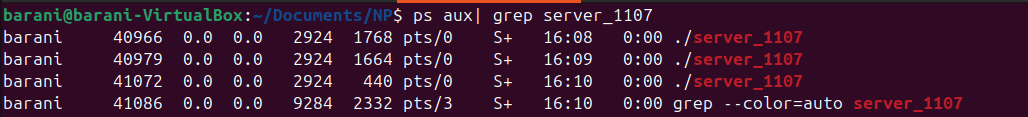 barani@barani-VirtualBox:~/Documents/NP$ ps aux| grep server_1107
barani     40966  0.0  0.0   2924  1768 pts/0    S+   16:08   0:00 ./server_1107
barani     40979  0.0  0.0   2924  1664 pts/0    S+   16:09   0:00 ./server_1107
barani     41072  0.0  0.0   2924   440 pts/0    S+   16:10   0:00 ./server_1107
barani     41086  0.0  0.0   9284  2332 pts/3    S+   16:10   0:00 grep --color=auto server_1107